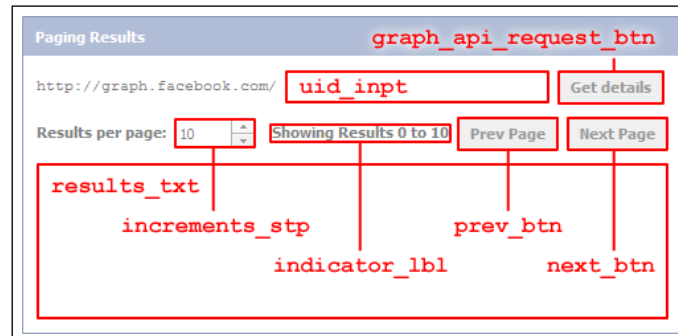 Paging Results graph_api_request_btn
http://graph.facebook.com/ uid_inpt Get details
Results per page: 10 Showing Results 0 to 10 Prev Page Next Page
results_txt
increments_stp prev_btn
indicator_lbl next_btn